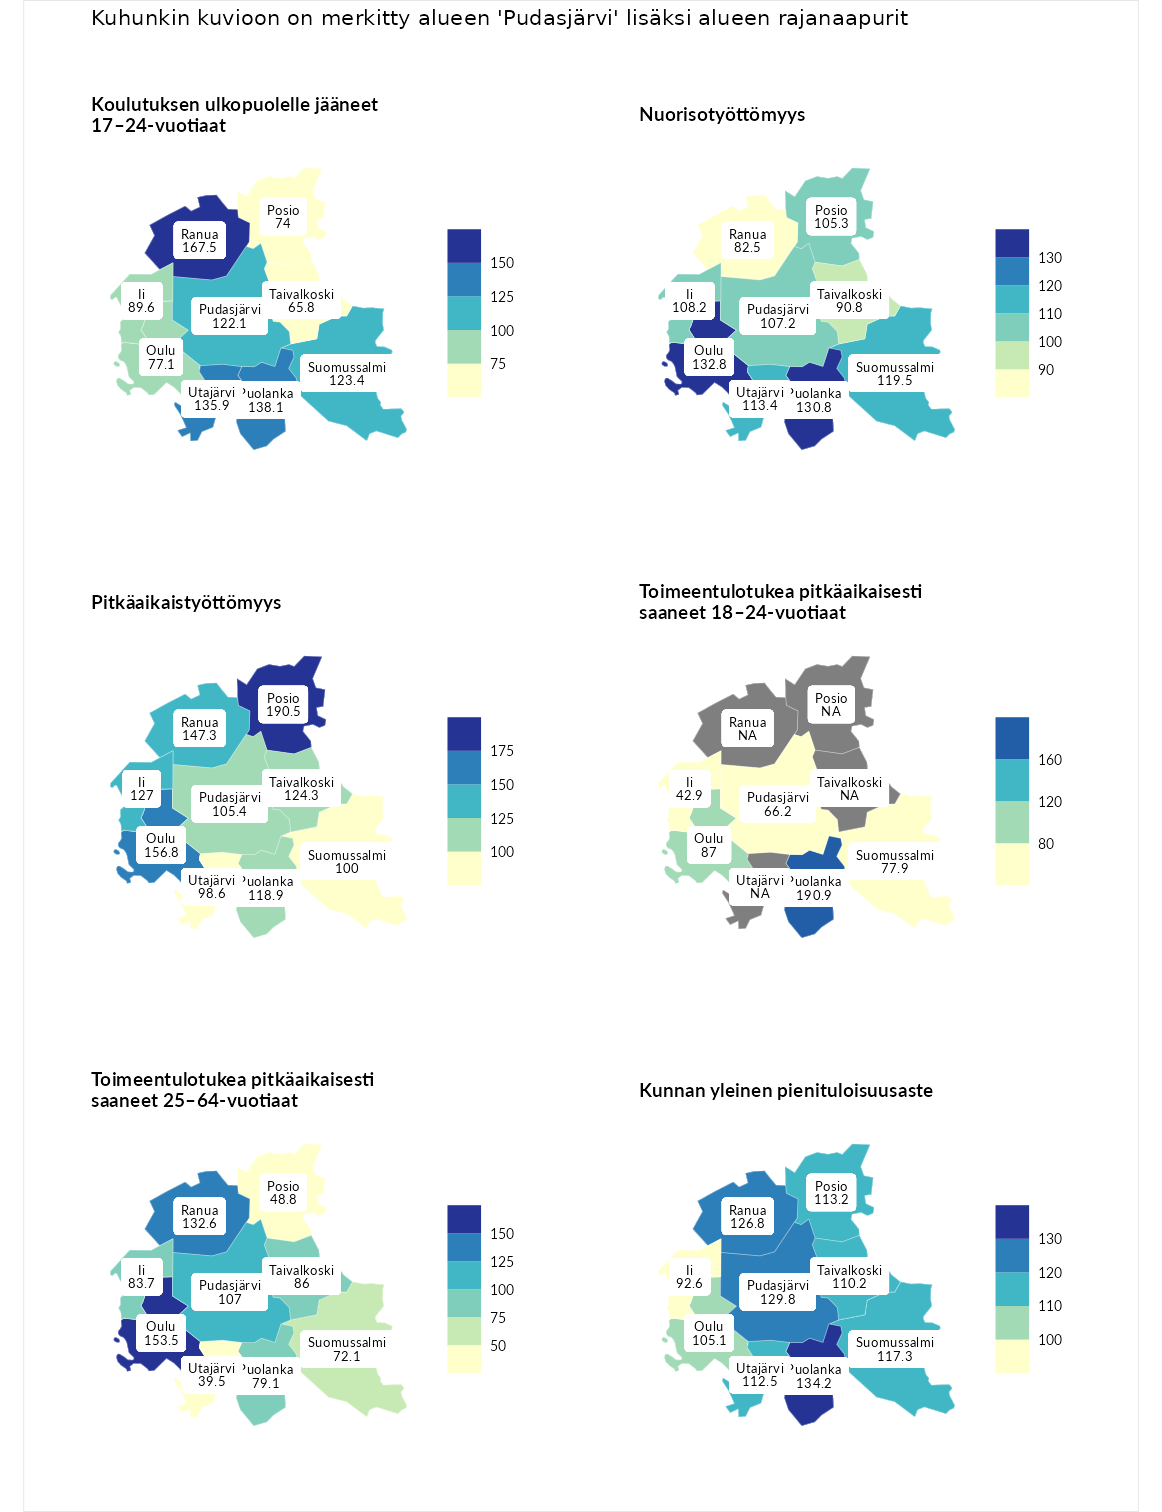 Kuhunkin kuvioon on merkitty alueen 'Pudasjärvi' lisäksi alueen rajanaapurit
Koulutuksen ulkopuolelle jääneet
17–24-vuotiaat
Posio
74
Ranua
167.5
Ii
89.6
Taivalkoski
65.8
Pudasjärvi
122.1
Oulu
77.1
Suomussalmi
123.4
Utajärvi
135.9
Puolanka
138.1
150
125
100
75
Nuorisotyöttömyys
Posio
105.3
Ranua
82.5
Ii
108.2
Taivalkoski
90.8
Pudasjärvi
107.2
Oulu
132.8
Suomussalmi
119.5
Utajärvi
113.4
Puolanka
130.8
130
120
110
100
90
Pitkäaikaistyöttömyys
Posio
190.5
Ranua
147.3
Ii
127
Taivalkoski
124.3
Pudasjärvi
105.4
Oulu
156.8
Suomussalmi
100
Utajärvi
98.6
Puolanka
118.9
175
150
125
100
Toimeentulotukea pitkäaikaisesti
saaneet 18–24-vuotiaat
Posio
NA
Ranua
NA
Ii
42.9
Taivalkoski
NA
Pudasjärvi
66.2
Oulu
87
Suomussalmi
77.9
Utajärvi
NA
Puolanka
190.9
160
120
80
Toimeentulotukea pitkäaikaisesti
saaneet 25–64-vuotiaat
Posio
48.8
Ranua
132.6
Ii
83.7
Taivalkoski
86
Pudasjärvi
107
Oulu
153.5
Suomussalmi
72.1
Utajärvi
39.5
Puolanka
79.1
150
125
100
75
50
Kunnan yleinen pienituloisuusaste
Posio
113.2
Ranua
126.8
Ii
92.6
Taivalkoski
110.2
Pudasjärvi
129.8
Oulu
105.1
Suomussalmi
117.3
Utajärvi
112.5
Puolanka
134.2
130
120
110
100